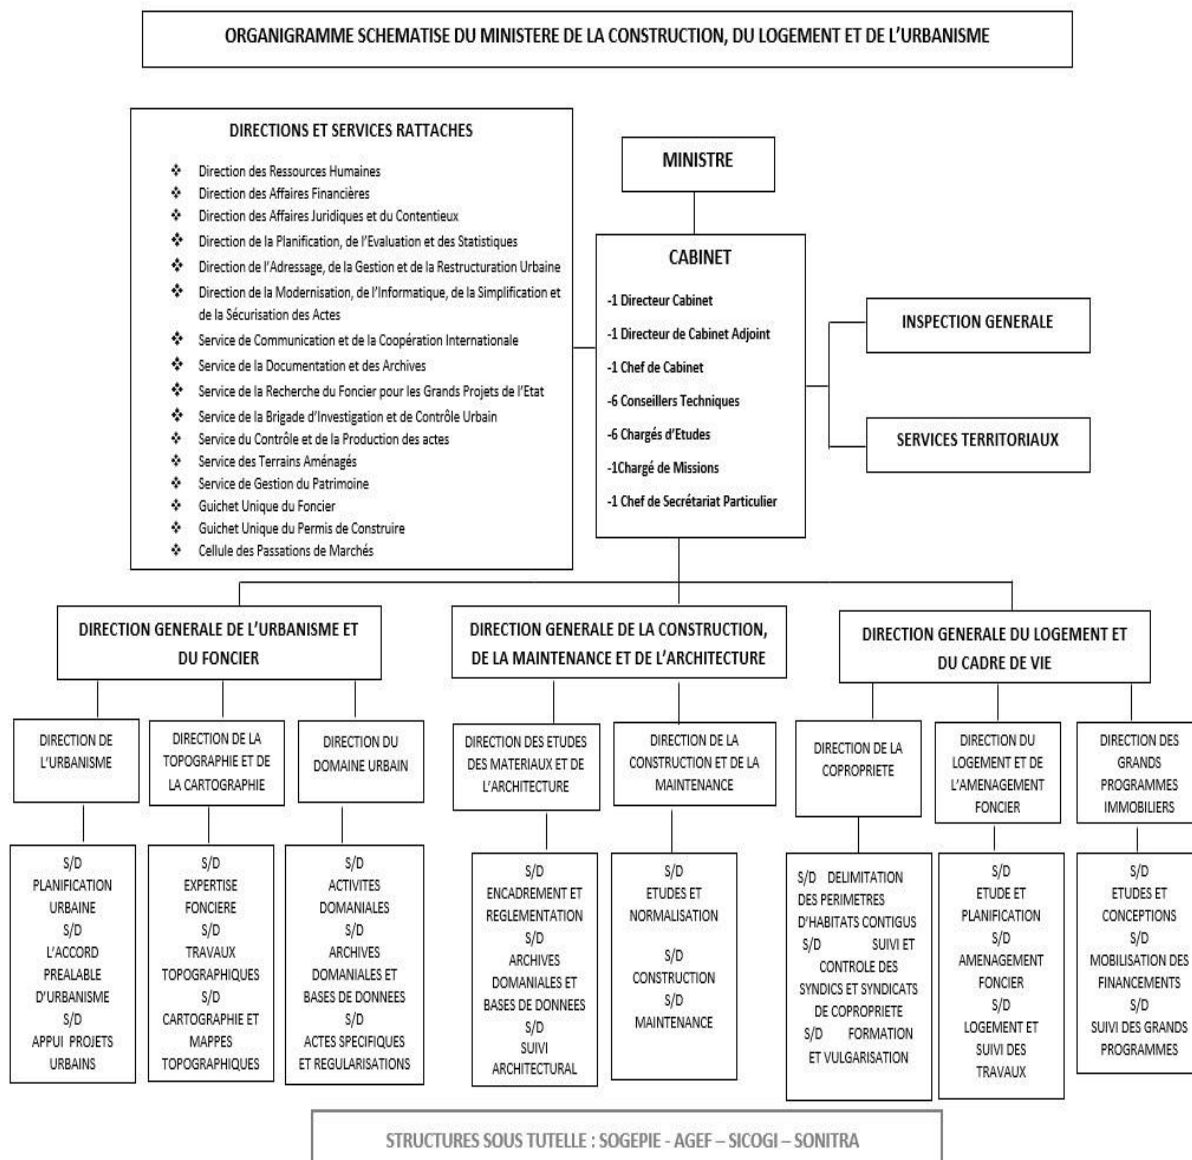 ORGANIGRAMME SCHEMATISE DU MINISTERE DE LA CONSTRUCTION, DU LOGEMENT ET DE L'URBANISME
DIRECTIONS ET SERVICES RATTACHES
❖ Direction des Ressources Humaines
❖ Direction des Affaires Financières
❖ Direction des Affaires Juridiques et du Contentieux
❖ Direction de la Planification, de l'Evaluation et des Statistiques
❖ Direction de l'Adressage, de la Gestion et de la Restructuration Urbaine
❖ Direction de la Modernisation, de l'Informatique, de la Simplification et
de la Sécurisation des Actes
❖ Service de Communication et de la Coopération Internationale
❖ Service de la Documentation et des Archives
❖ Service de la Recherche du Foncier pour les Grands Projets de l'Etat
❖ Service de la Brigade d'Investigation et de Contrôle Urbain
❖ Service du Contrôle et de la Production des actes
❖ Service des Terrains Aménagés
❖ Service de Gestion du Patrimoine
❖ Guichet Unique du Foncier
❖ Guichet Unique du Permis de Construire
❖ Cellule des Passations de Marchés
MINISTRE
CABINET
-1 Directeur Cabinet
-1 Directeur de Cabinet Adjoint
-1 Chef de Cabinet
-6 Conseillers Techniques
-6 Chargés d'Etudes
-1Chargé de Missions
-1 Chef de Secrétariat Particulier
INSPECTION GENERALE
SERVICES TERRITORIAUX
DIRECTION GENERALE DE L'URBANISME ET
DU FONCIER
DIRECTION GENERALE DE LA CONSTRUCTION,
DE LA MAINTENANCE ET DE L'ARCHITECTURE
DIRECTION GENERALE DU LOGEMENT ET
DU CADRE DE VIE
DIRECTION DE
L'URBANISME
DIRECTION DE LA
TOPOGRAPHIE ET DE
LA CARTOGRAPHIE
DIRECTION DU
DOMAINE URBAIN
DIRECTION DES ETUDES
DES MATERIAUX ET DE
L'ARCHITECTURE
DIRECTION DE LA
CONSTRUCTION ET DE LA
MAINTENANCE
DIRECTION DE LA
COPROPRIETE
DIRECTION DU
LOGEMENT ET DE
L'AMENAGEMENT
FONCIER
DIRECTION DES
GRANDS
PROGRAMMES
IMMOBILIERS
S/D
PLANIFICATION
URBAINE
S/D
L'ACCORD
PREALABLE
D'URBANISME
S/D
APPUI PROJETS
URBAINS
S/D
EXPERTISE
FONCIERE
S/D
TRAVAUX
TOPOGRAPHIQUES
S/D
CARTOGRAPHIE ET
MAPPES
TOPOGRAPHIQUES
S/D
ACTIVITES
DOMANIALES
S/D
ARCHIVES
DOMANIALES ET
BASES DE DONNEES
S/D
ACTES SPECIFIQUES
ET REGULARISATIONS
S/D
ENCADREMENT ET
REGLEMENTATION
S/D
ARCHIVES
DOMANIALES ET
BASES DE DONNEES
S/D
SUIVI
ARCHITECTURAL
S/D
ETUDES ET
NORMALISATION
S/D
CONSTRUCTION
S/D
MAINTENANCE
S/D DELIMITATION
DES PERIMETRES
D'HABITATS CONTIGUS
S/D SUIVI ET
CONTROLE DES
SYNDICS ET SYNDICATS
DE COPROPRIETE
S/D FORMATION
ET VULGARISATION
S/D
ETUDE ET
PLANIFICATION
S/D
AMENAGEMENT
FONCIER
S/D
LOGEMENT ET
SUIVI DES
TRAVAUX
S/D
ETUDES ET
CONCEPTIONS
S/D
MOBILISATION DES
FINANCEMENTS
S/D
SUIVI DES GRANDS
PROGRAMMES
STRUCTURES SOUS TUTELLE : SOGEPIE - AGEF – SICOGI – SONITRA